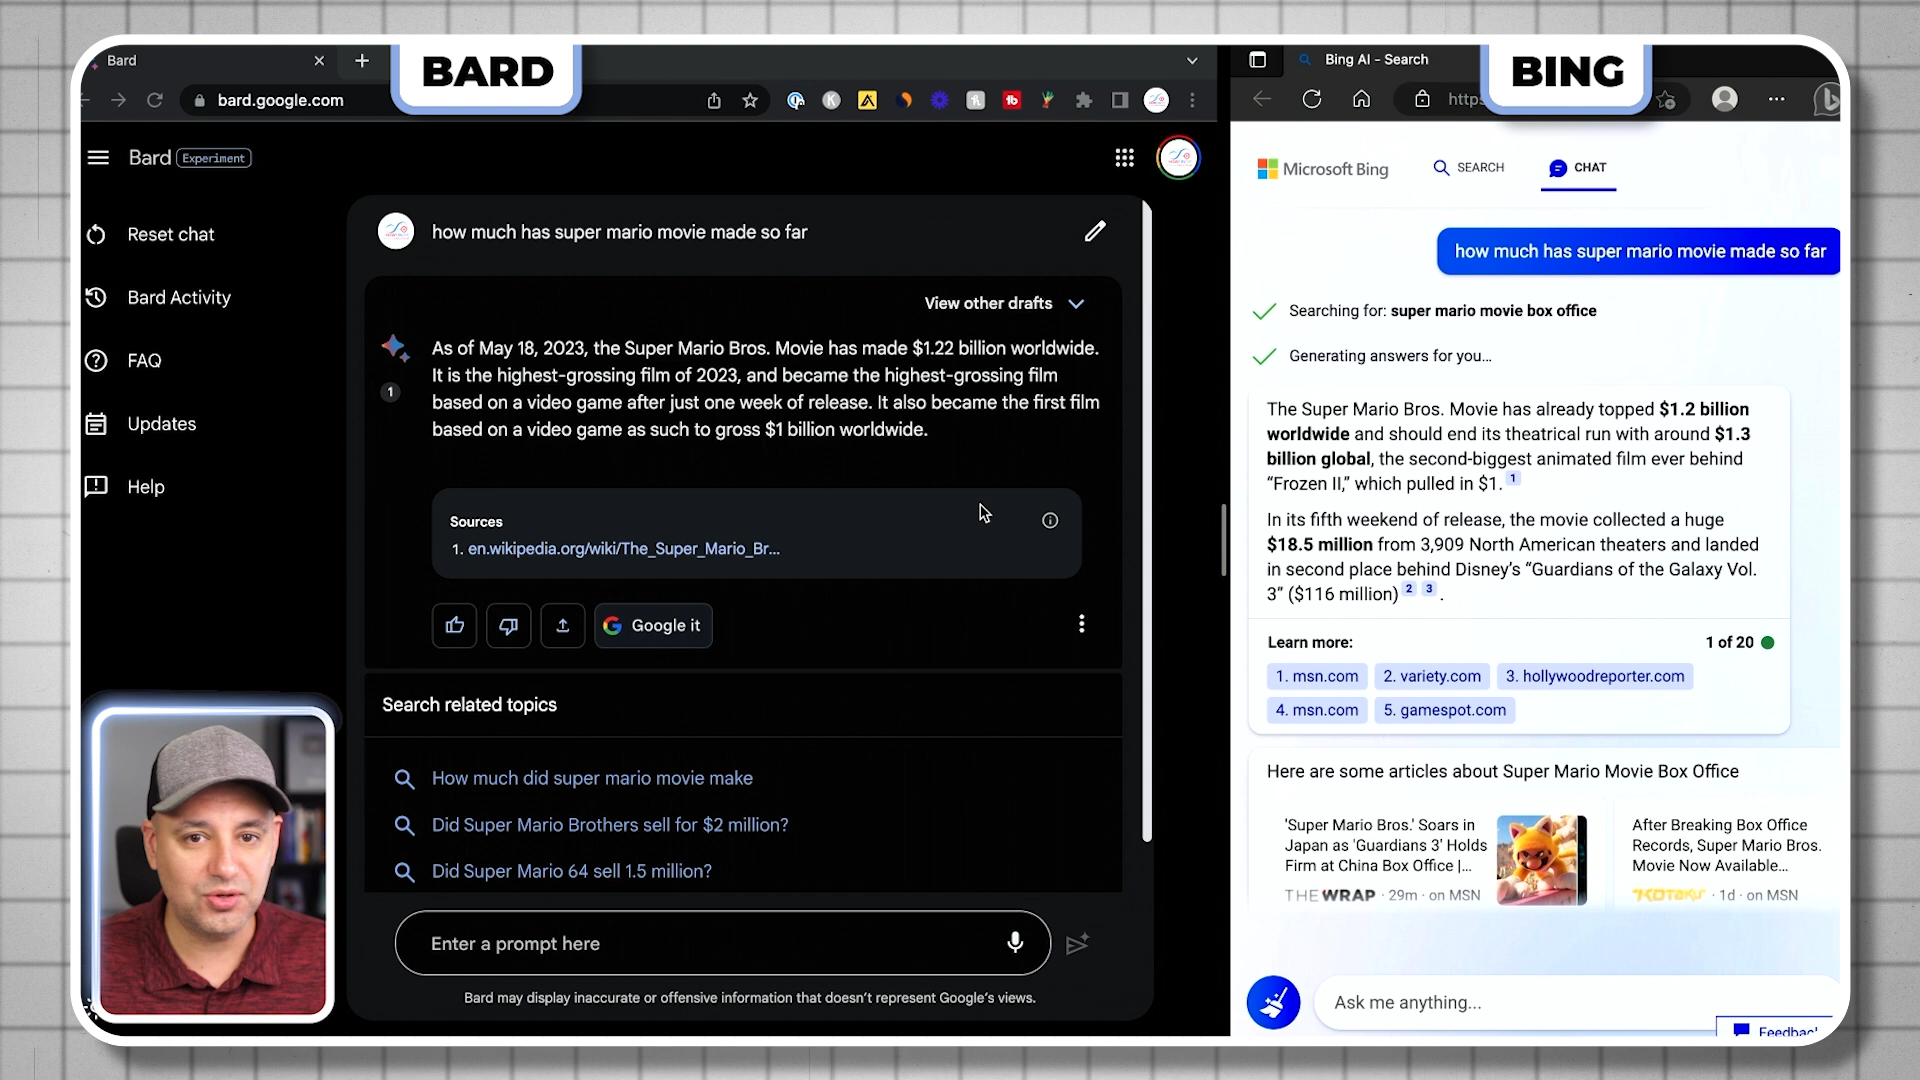 Bard
BARD
bard.google.com
Bard
Experiment
Reset chat
Bard Activity
FAQ
Updates
Help
how much has super mario movie made so far
View other drafts
As of May 18, 2023, the Super Mario Bros. Movie has made $1.22 billion worldwide.
It is the highest-grossing film of 2023, and became the highest-grossing film
1
based on a video game after just one week of release. It also became the first film
based on a video game as such to gross $1 billion worldwide.
Sources
1. en.wikipedia.org/wiki/The_Super_Mario_Br...
Google it
Search related topics
How much did super mario movie make
Did Super Mario Brothers sell for $2 million?
Did Super Mario 64 sell 1.5 million?
Enter a prompt here
Bard may display inaccurate or offensive information that doesn't represent Google's views.
Bing AI - Search
BING
https
Microsoft Bing
SEARCH
CHAT
how much has super mario movie made so far
Searching for: super mario movie box office
Generating answers for you...
The Super Mario Bros. Movie has already topped $1.2 billion
worldwide and should end its theatrical run with around $1.3
billion global, the second-biggest animated film ever behind
“Frozen II,” which pulled in $1. 1
In its fifth weekend of release, the movie collected a huge
$18.5 million from 3,909 North American theaters and landed
in second place behind Disney's “Guardians of the Galaxy Vol.
3” ($116 million) 2 3 .
Learn more:
1 of 20
1. msn.com 2. variety.com 3. hollywoodreporter.com
4. msn.com 5. gamespot.com
Here are some articles about Super Mario Movie Box Office
'Super Mario Bros.' Soars in
Japan as 'Guardians 3' Holds
Firm at China Box Office |...
THE WRAP · 29m · on MSN
After Breaking Box Office
Records, Super Mario Bros.
Movie Now Available...
KOTAKU · 1d · on MSN
Ask me anything...
Feedback